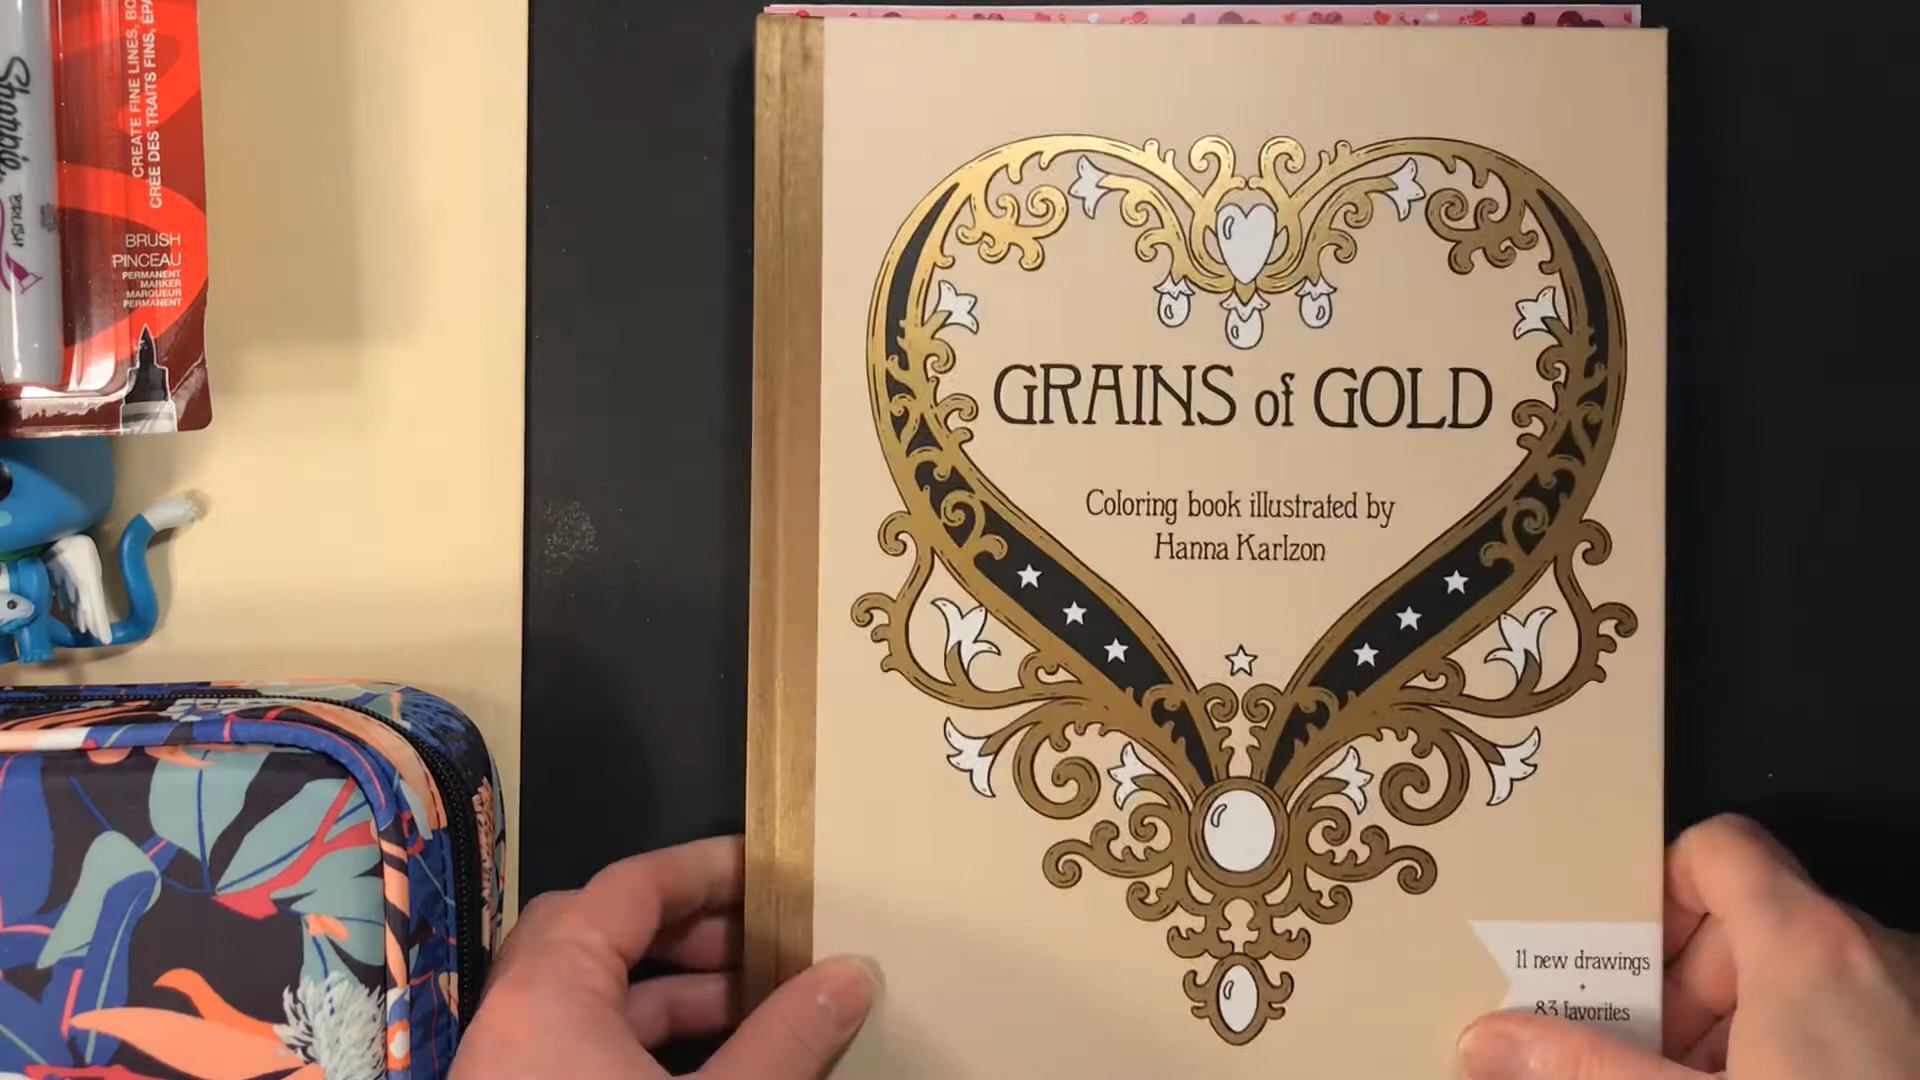 Sharpie
BRUSH
CREATE FINE LINES, BO
CRÉE DES TRAITS FINS, ÉPA
BRUSH
PINCEAU
PERMANENT
MARKER
MARQUEUR
PERMANENT
GRAINS of GOLD
Coloring book illustrated by
Hanna Karlzon
11 new drawings
+
83 favorites